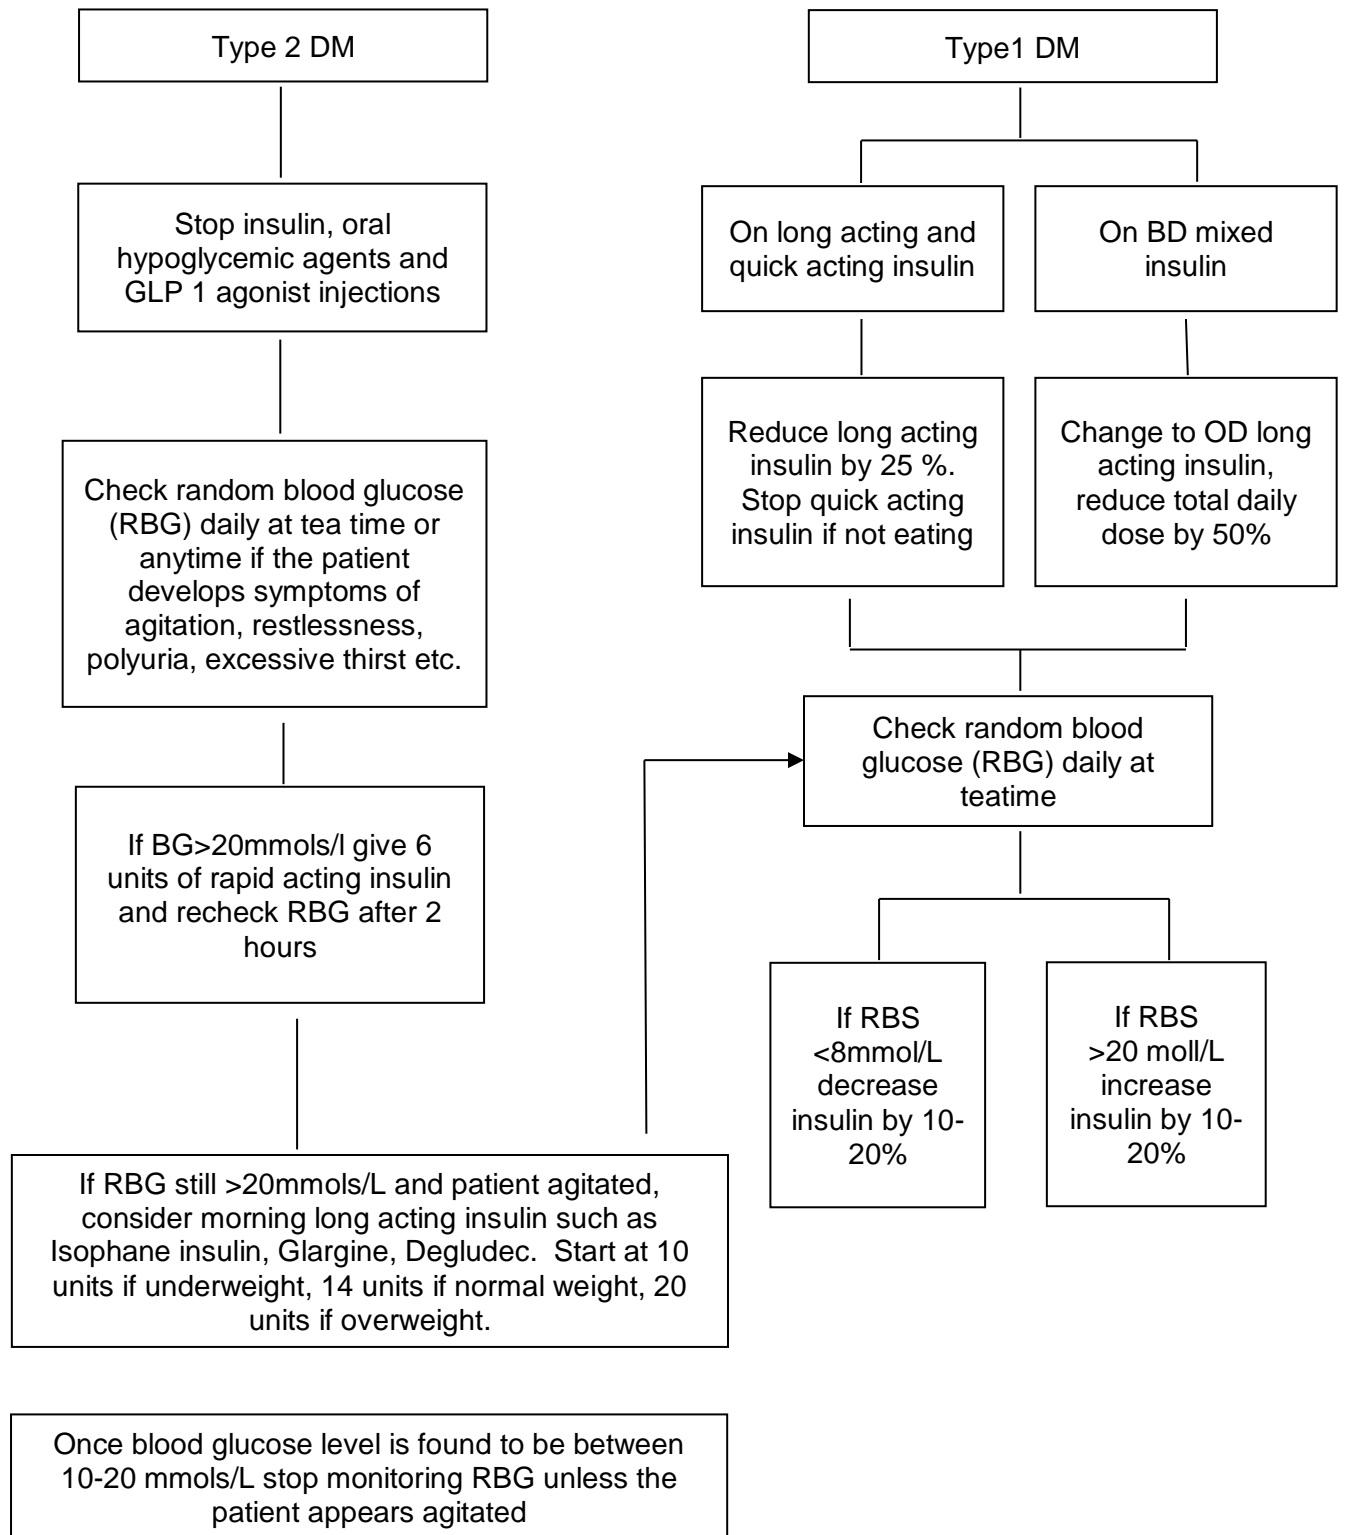 Type 2 DM
Stop insulin, oral
hypoglycemic agents and
GLP 1 agonist injections
Check random blood glucose
(RBG) daily at tea time or
anytime if the patient
develops symptoms of
agitation, restlessness,
polyuria, excessive thirst etc.
If BG>20mmols/l give 6
units of rapid acting insulin
and recheck RBG after 2
hours
If RBG still >20mmols/L and patient agitated,
consider morning long acting insulin such as
Isophane insulin, Glargine, Degludec.  Start at 10
units if underweight, 14 units if normal weight, 20
units if overweight.
Once blood glucose level is found to be between
10-20 mmols/L stop monitoring RBG unless the
patient appears agitated
Type1 DM
On long acting and
quick acting insulin
On BD mixed
insulin
Reduce long acting
insulin by 25 %.
Stop quick acting
insulin if not eating
Change to OD long
acting insulin,
reduce total daily
dose by 50%
Check random blood
glucose (RBG) daily at
teatime
If RBS
<8mmol/L
decrease
insulin by 10-
20%
If RBS
>20 moll/L
increase
insulin by 10-
20%